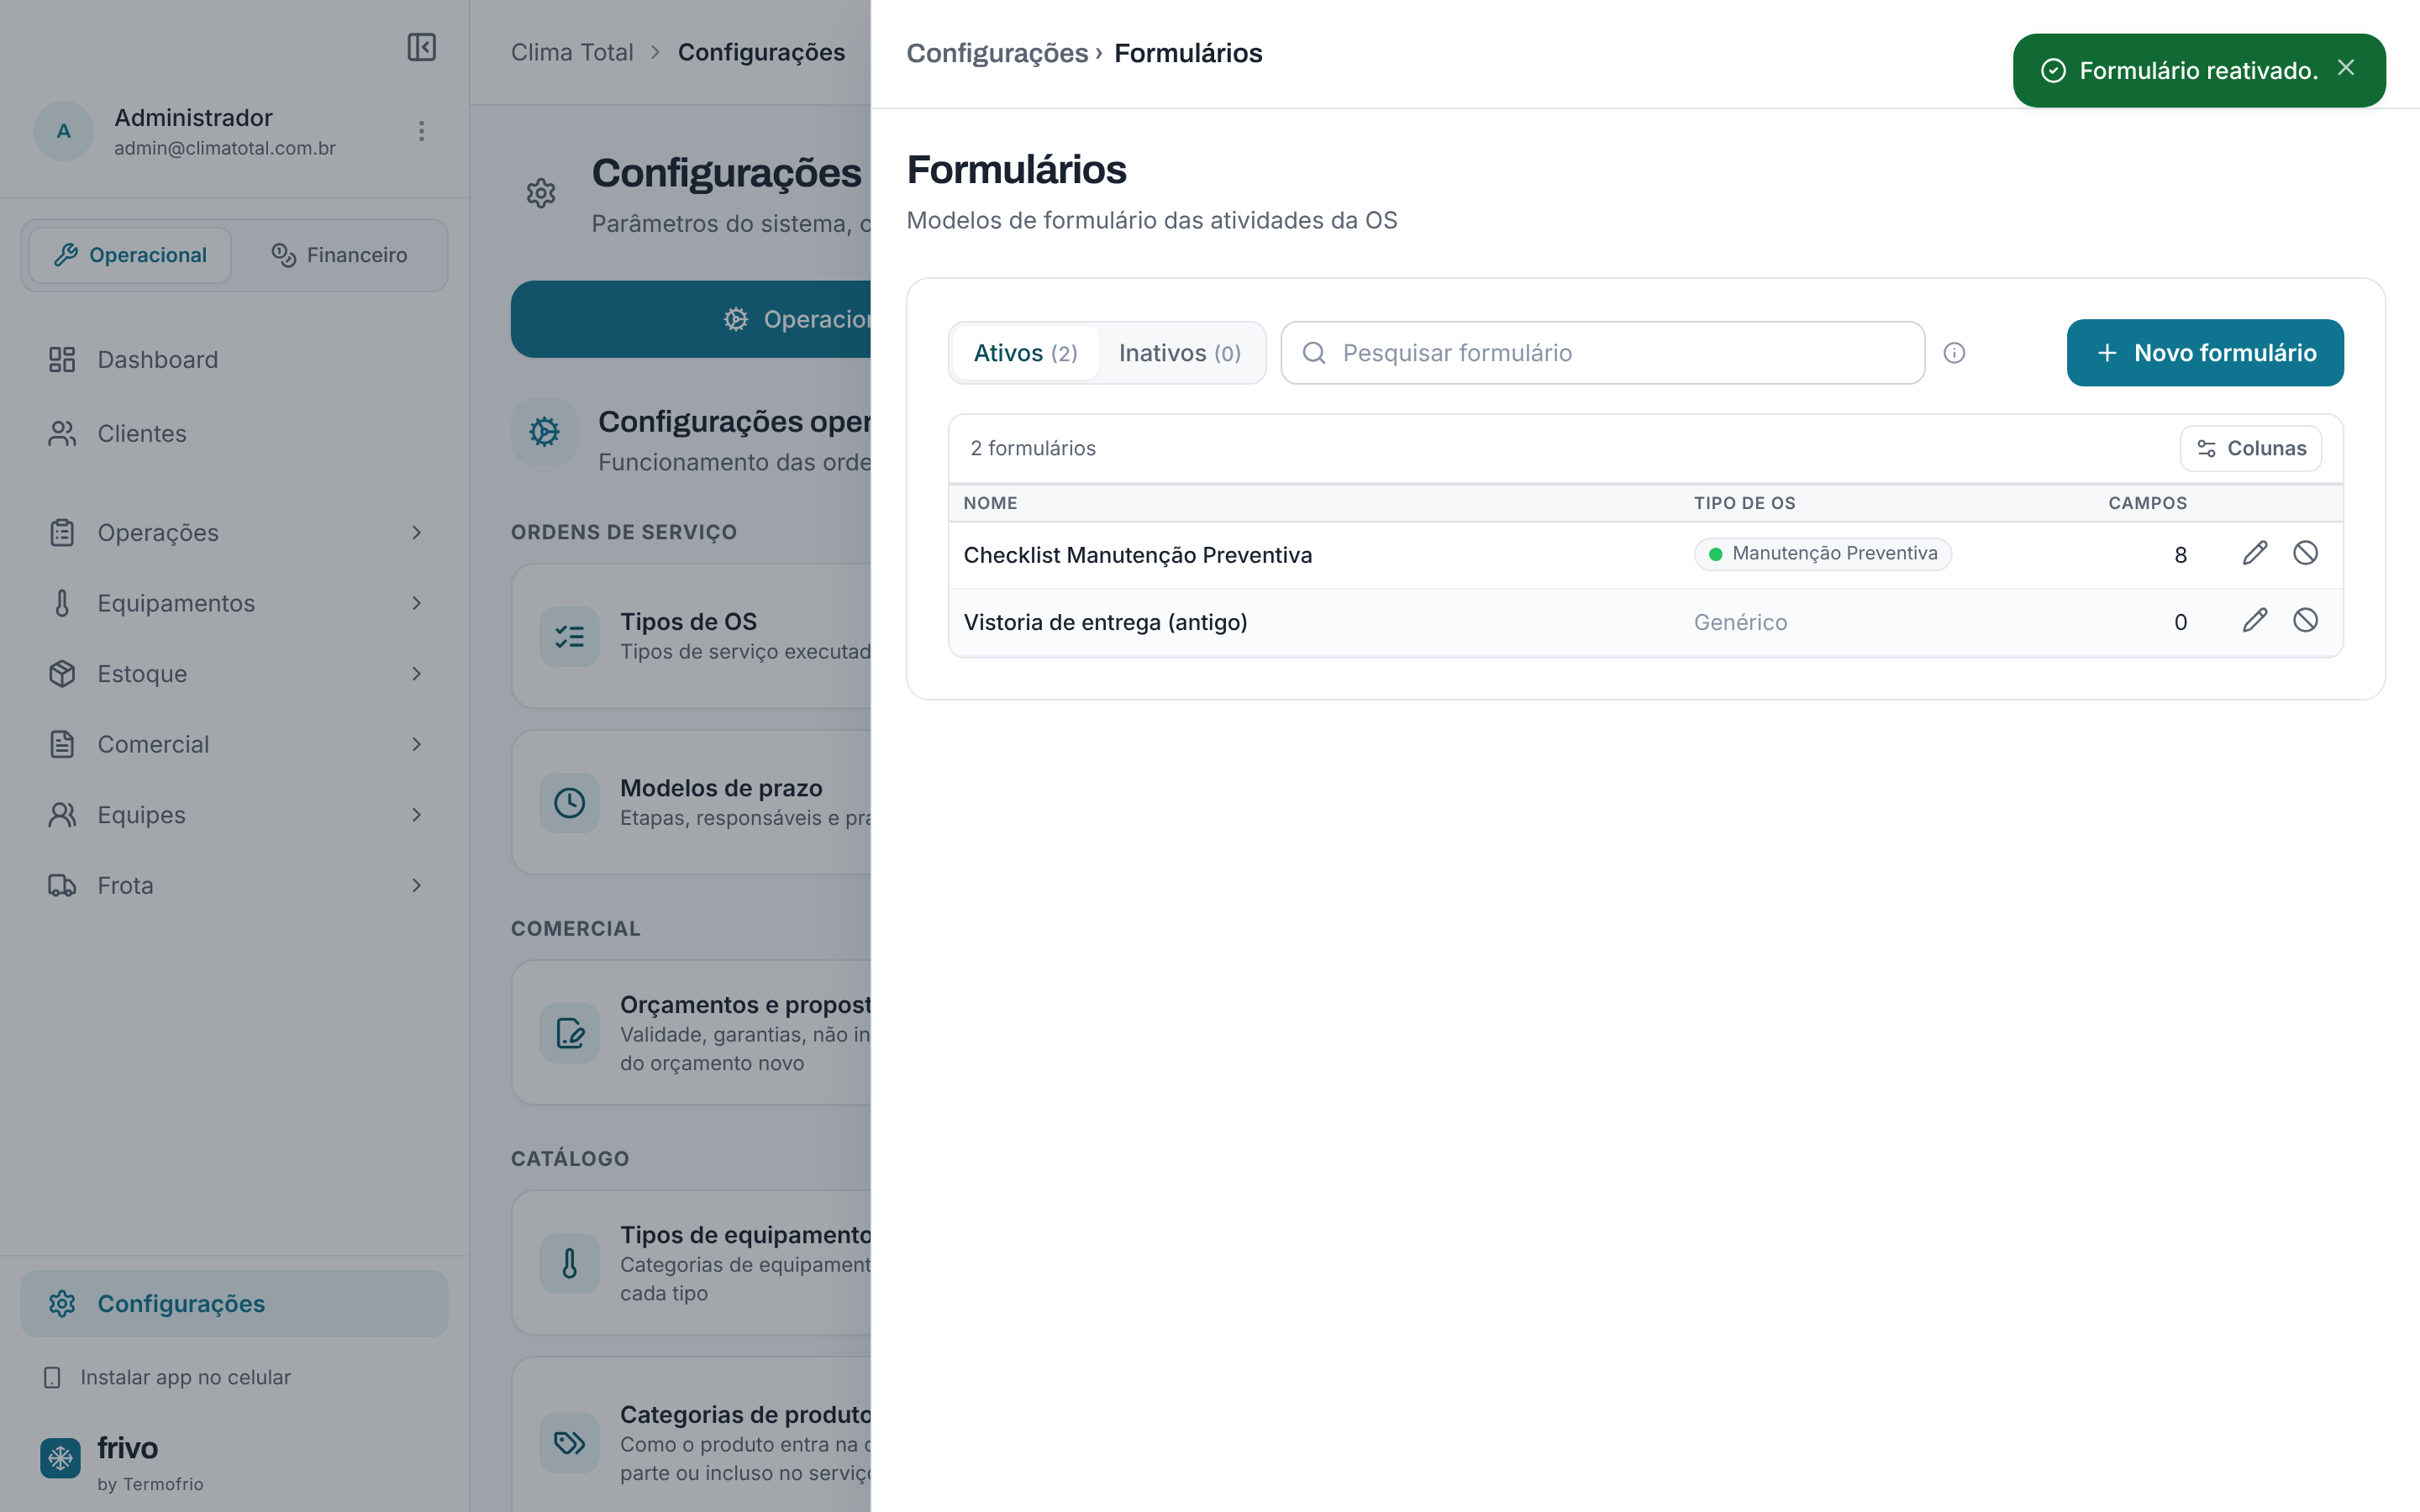 A
Administrador
admin@climatotal.com.br
Operacional
Financeiro
Dashboard
Clientes
Operações
Equipamentos
Estoque
Comercial
Equipes
Frota
Configurações
Instalar app no celular
frivo
by Termofrio
Clima Total > Configurações
Configurações
Parâmetros do sistema, c
Operacion
Configurações oper
Funcionamento das orde
ORDENS DE SERVIÇO
Tipos de OS
Tipos de serviço executad
Modelos de prazo
Etapas, responsáveis e pra
COMERCIAL
Orçamentos e propost
Validade, garantias, não in
do orçamento novo
CATÁLOGO
Tipos de equipamento
Categorias de equipament
cada tipo
Categorias de produto
Como o produto entra na c
parte ou incluso no serviço
Configurações › Formulários
Formulário reativado.
Formulários
Modelos de formulário das atividades da OS
Ativos (2)
Inativos (0)
Pesquisar formulário
Novo formulário
2 formulários
Colunas
NOME TIPO DE OS CAMPOS
Checklist Manutenção Preventiva Manutenção Preventiva 8
Vistoria de entrega (antigo) Genérico 0